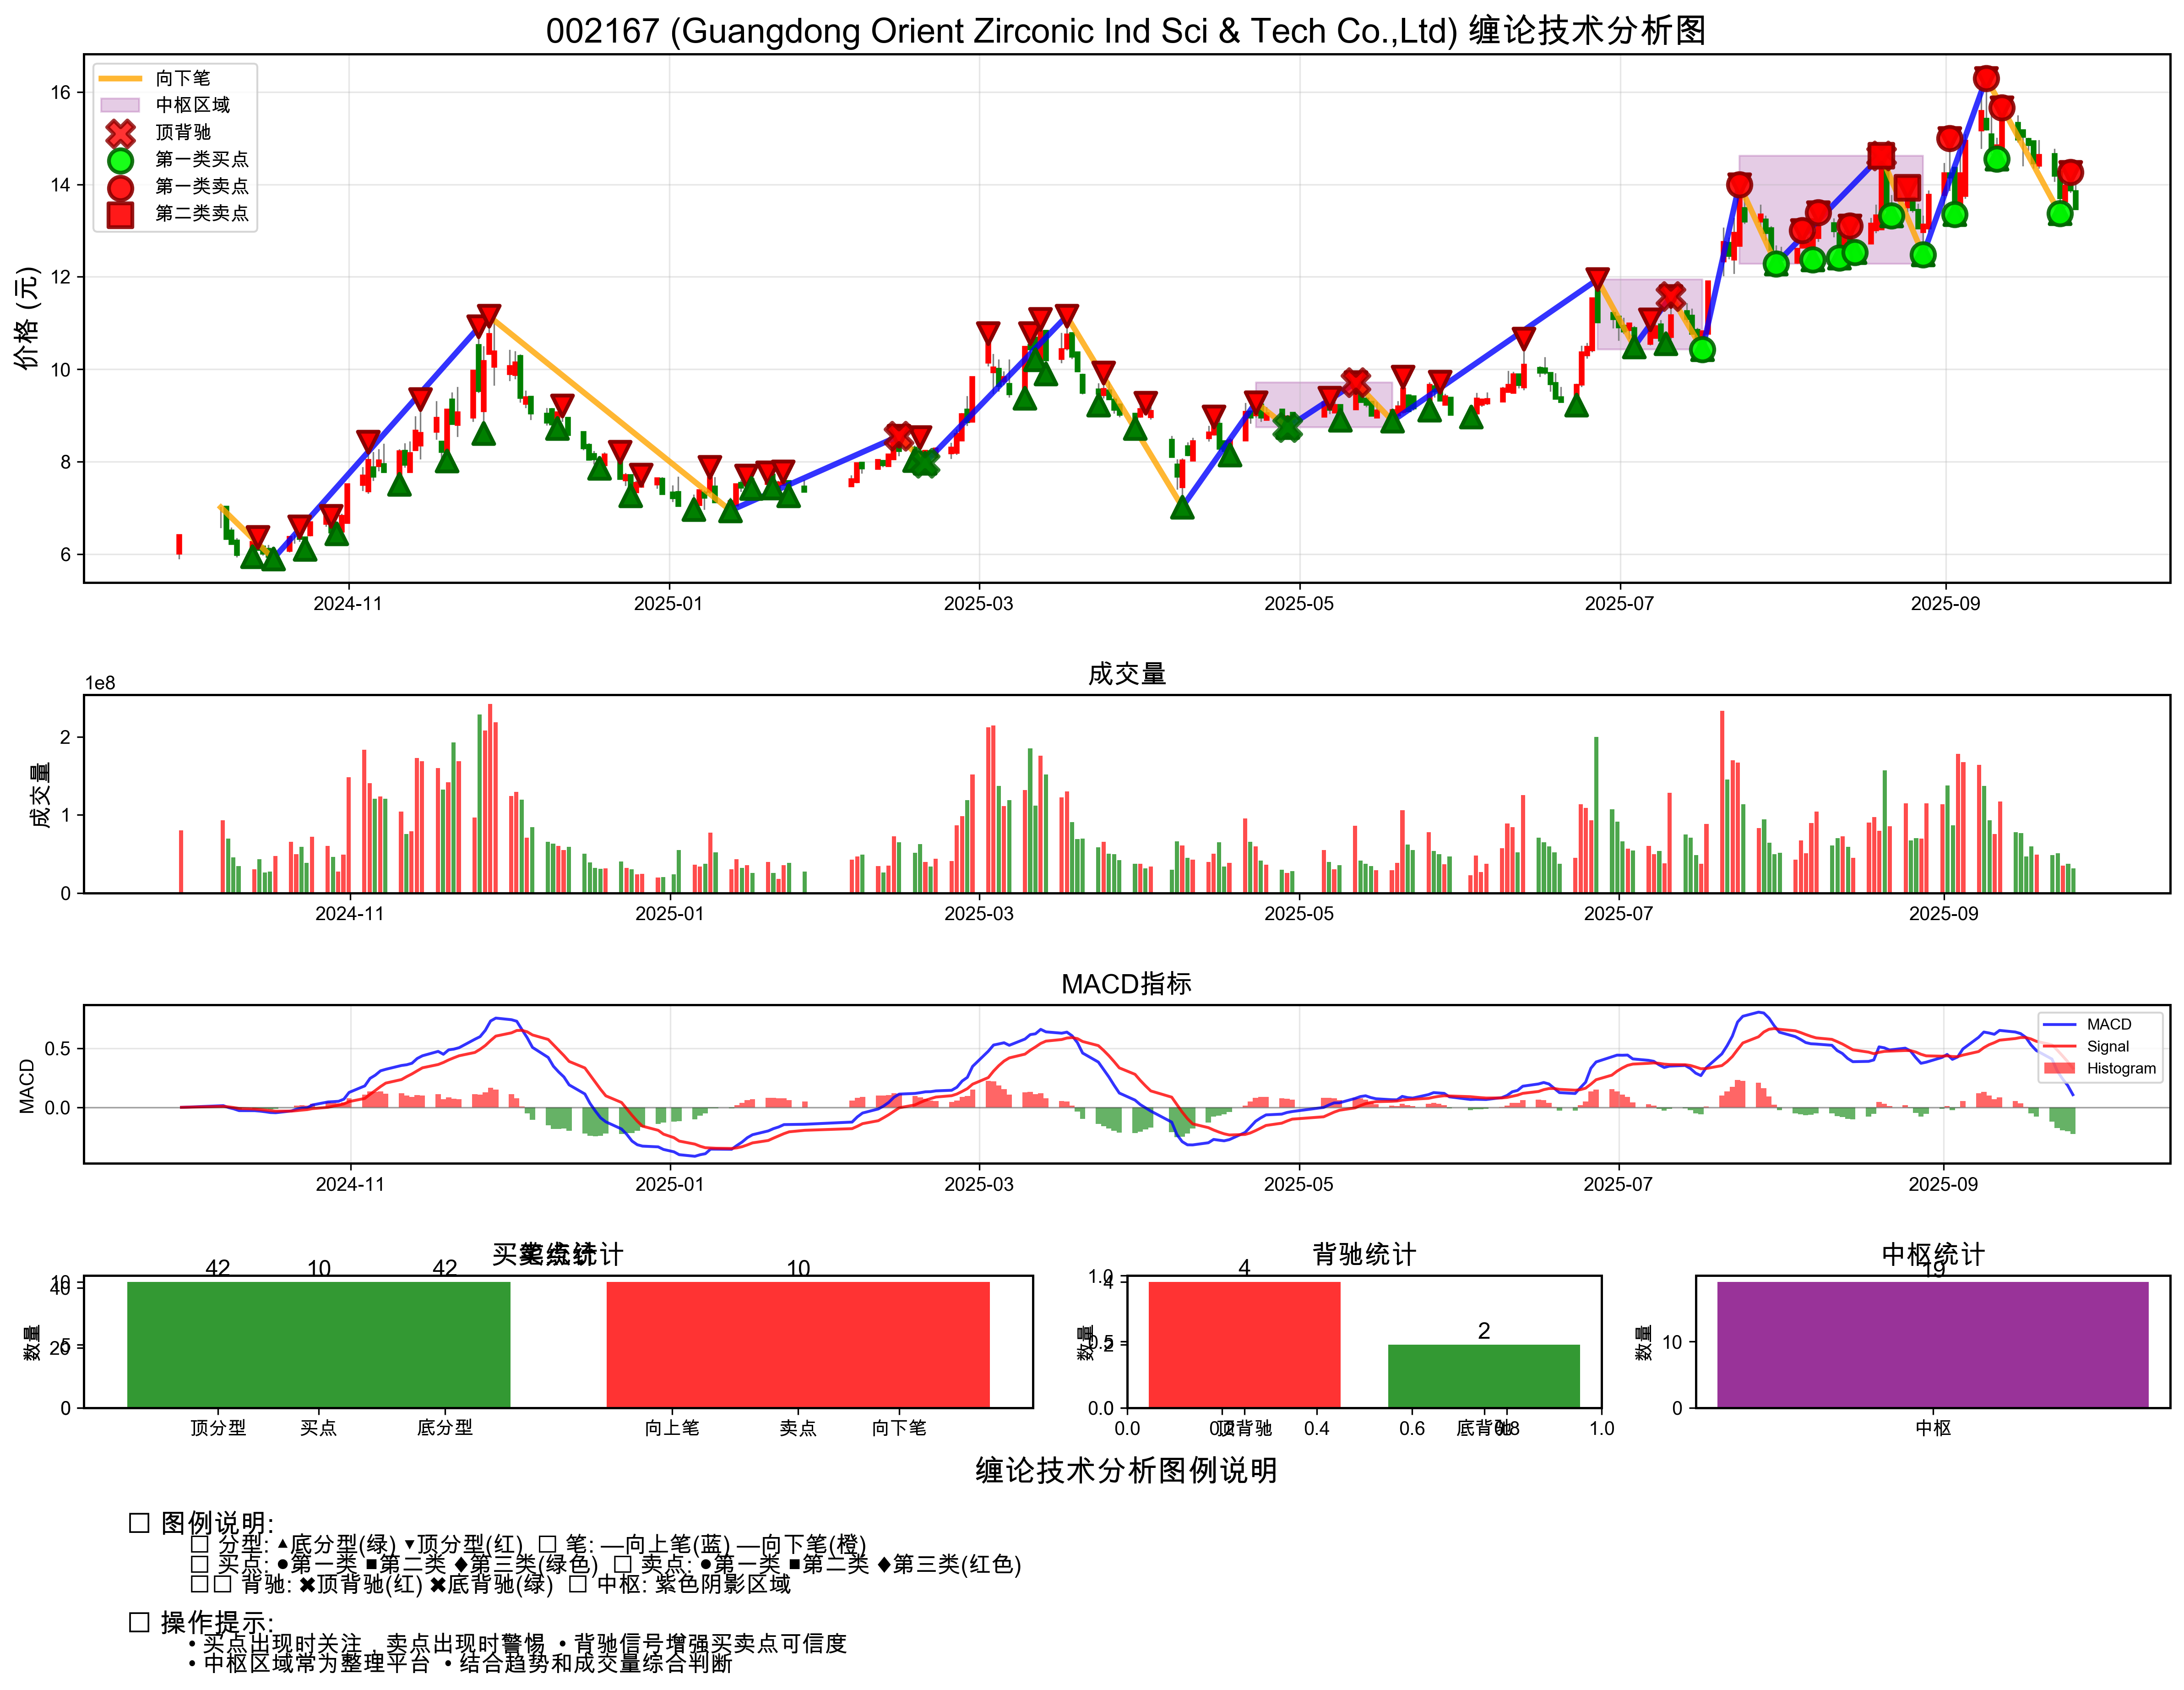 002167 (Guangdong Orient Zirconic Ind Sci & Tech Co.,Ltd) 缠论技术分析图
向下笔
中枢区域
顶背驰
第一类买点
第一类卖点
第二类卖点
价格 (元)
16
14
12
10
8
6
2024-11 2025-01 2025-03 2025-05 2025-07 2025-09
成交量
1e8
成交量
2
1
0
2024-11 2025-01 2025-03 2025-05 2025-07 2025-09
MACD指标
MACD
0.5
0.0
MACD
Signal
Histogram
2024-11 2025-01 2025-03 2025-05 2025-07 2025-09
统计
42 10 42 10
数量
40
20
0
顶分型 买点 底分型 向上笔 卖点 向下笔
背驰统计
4
2
1.0
0.5
0.0
数量
0.0 0.2 0.4 0.6 0.8 1.0
顶背驰 底背驰
中枢统计
19
数量
10
0
中枢
缠论技术分析图例说明
□ 图例说明:
□ 分型: ▲底分型(绿) ▼顶分型(红) □ 笔: —向上笔(蓝) —向下笔(橙)
□ 买点: ●第一类 ■第二类 ♦第三类(绿色) □ 卖点: ●第一类 ■第二类 ♦第三类(红色)
□□ 背驰: ✖顶背驰(红) ✖底背驰(绿) □ 中枢: 紫色阴影区域
□ 操作提示:
• 买点出现时关注，卖点出现时警惕 • 背驰信号增强买卖点可信度
• 中枢区域常为整理平台 • 结合趋势和成交量综合判断